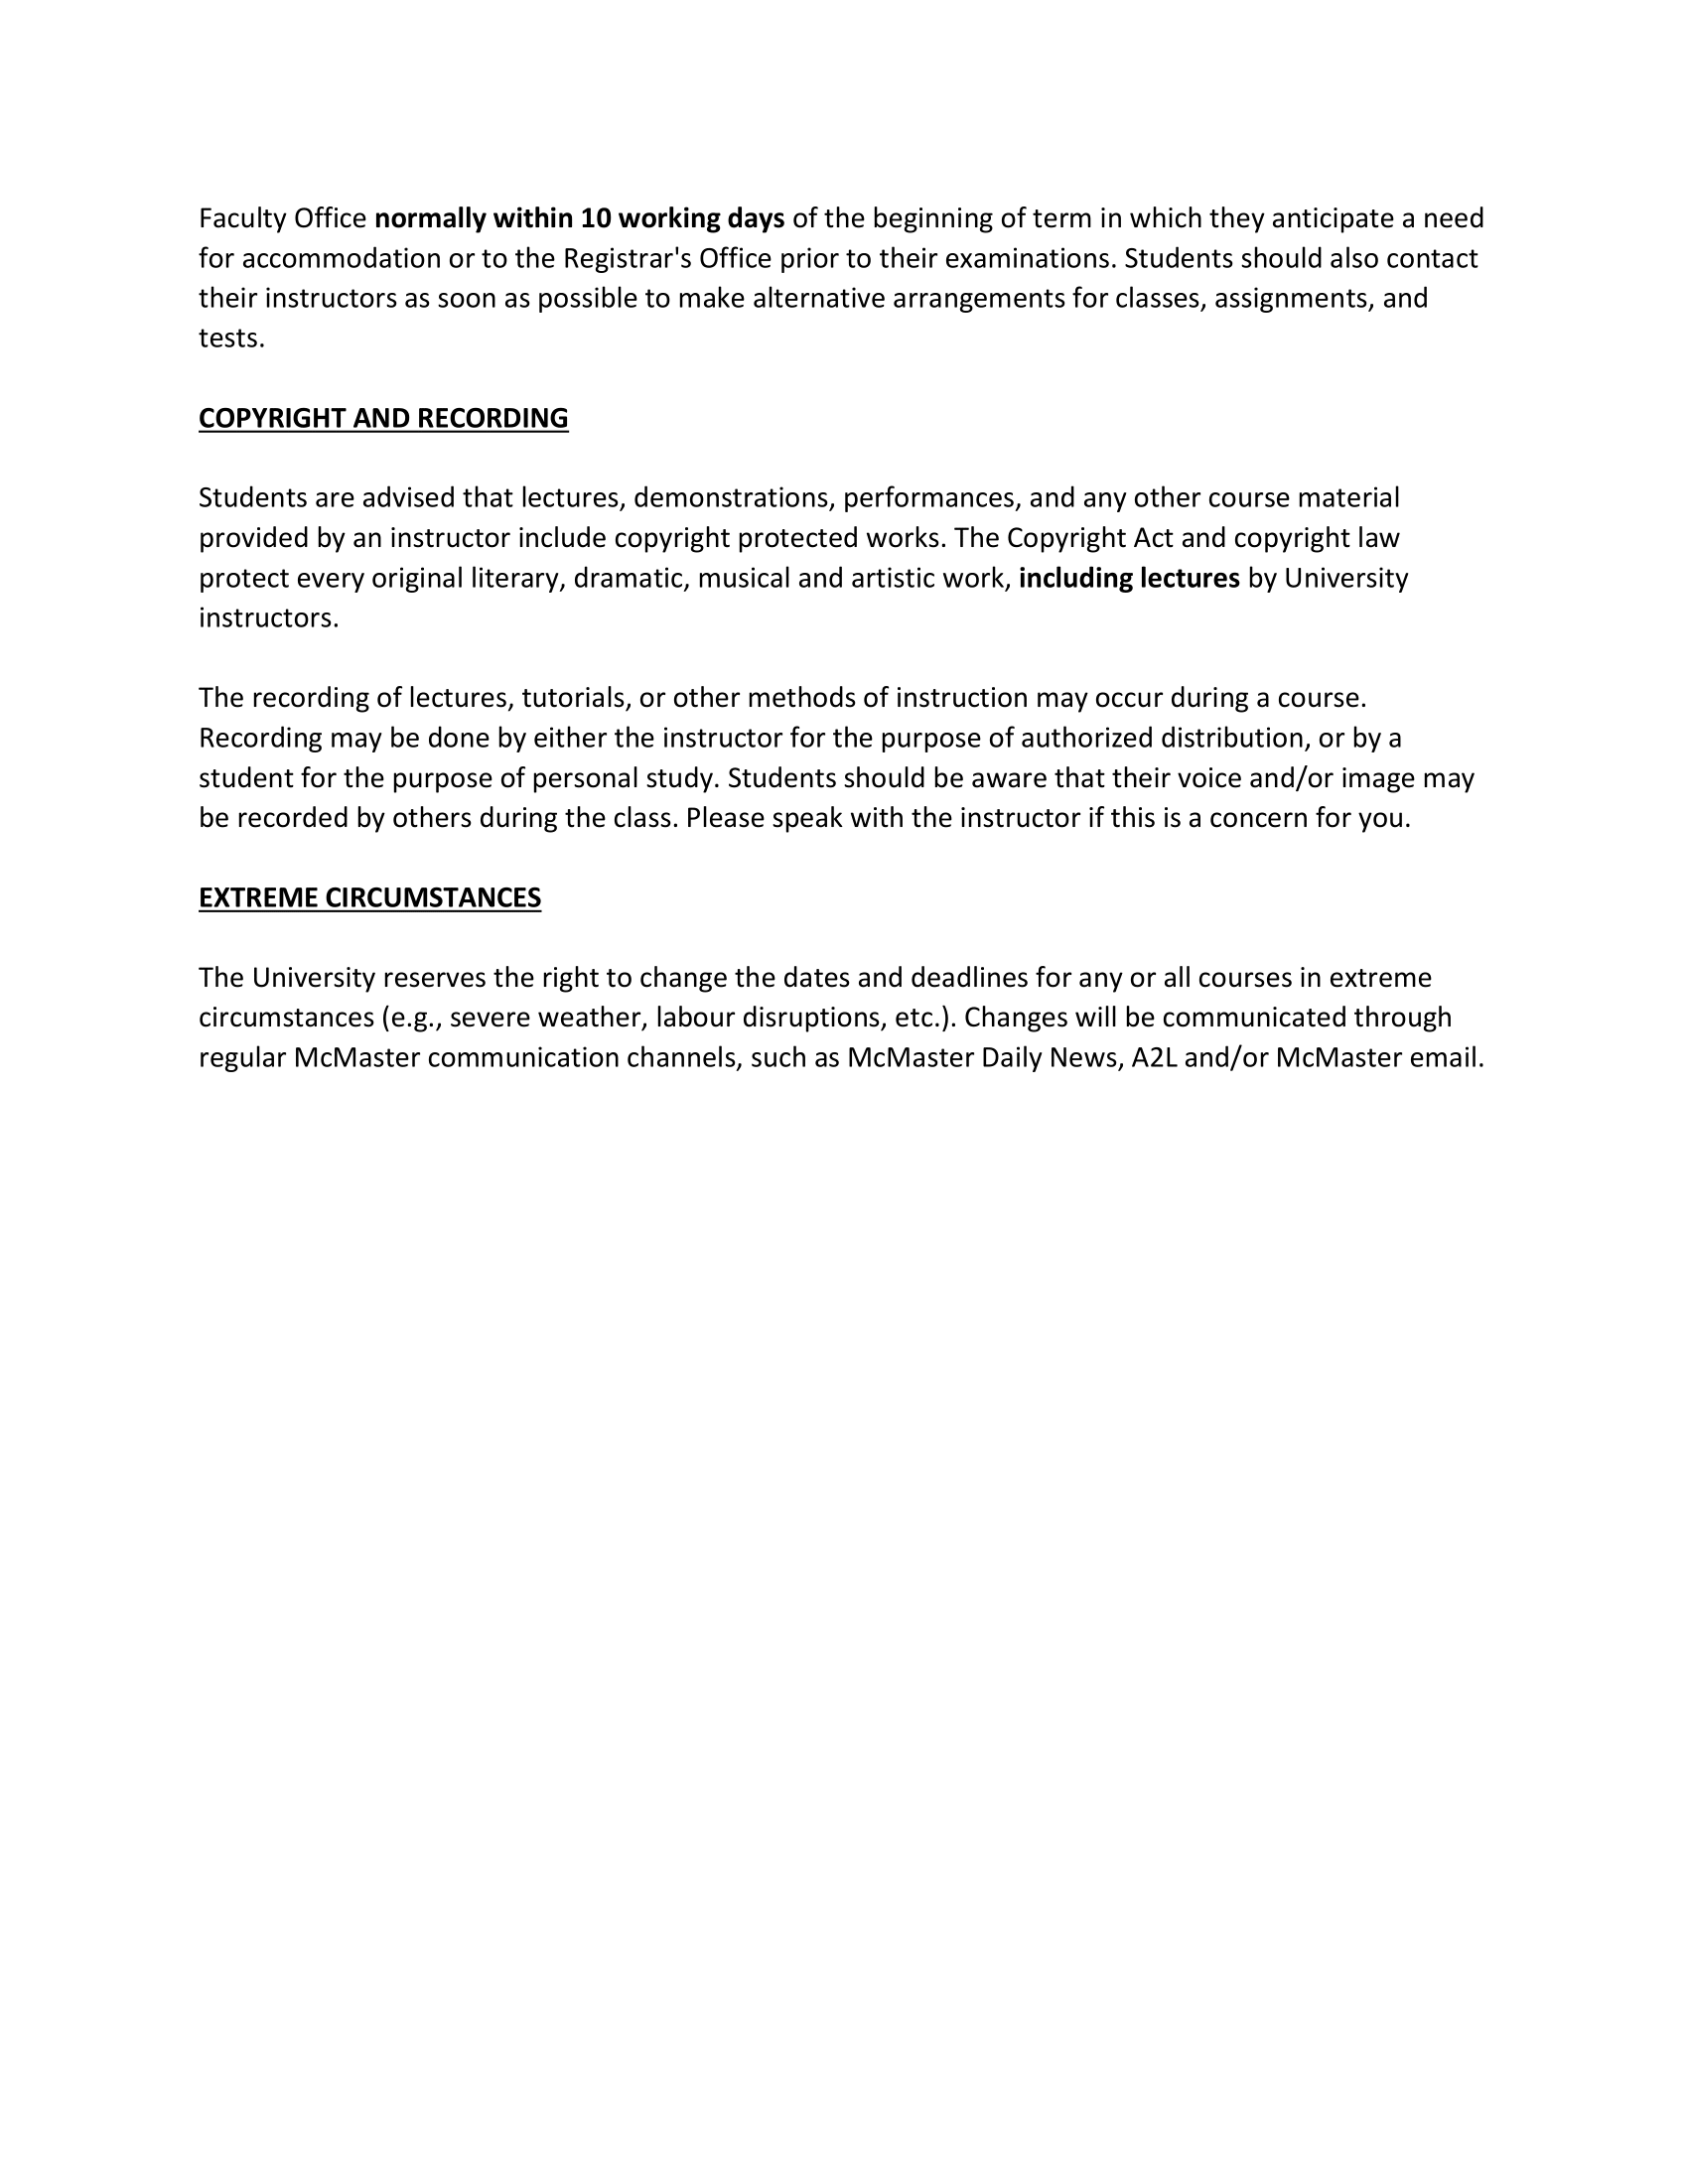 Faculty Office normally within 10 working days of the beginning of term in which they anticipate a need
for accommodation or to the Registrar's Office prior to their examinations. Students should also contact
their instructors as soon as possible to make alternative arrangements for classes, assignments, and
tests.
COPYRIGHT AND RECORDING
Students are advised that lectures, demonstrations, performances, and any other course material
provided by an instructor include copyright protected works. The Copyright Act and copyright law
protect every original literary, dramatic, musical and artistic work, including lectures by University
instructors.
The recording of lectures, tutorials, or other methods of instruction may occur during a course.
Recording may be done by either the instructor for the purpose of authorized distribution, or by a
student for the purpose of personal study. Students should be aware that their voice and/or image may
be recorded by others during the class. Please speak with the instructor if this is a concern for you.
EXTREME CIRCUMSTANCES
The University reserves the right to change the dates and deadlines for any or all courses in extreme
circumstances (e.g., severe weather, labour disruptions, etc.). Changes will be communicated through
regular McMaster communication channels, such as McMaster Daily News, A2L and/or McMaster email.